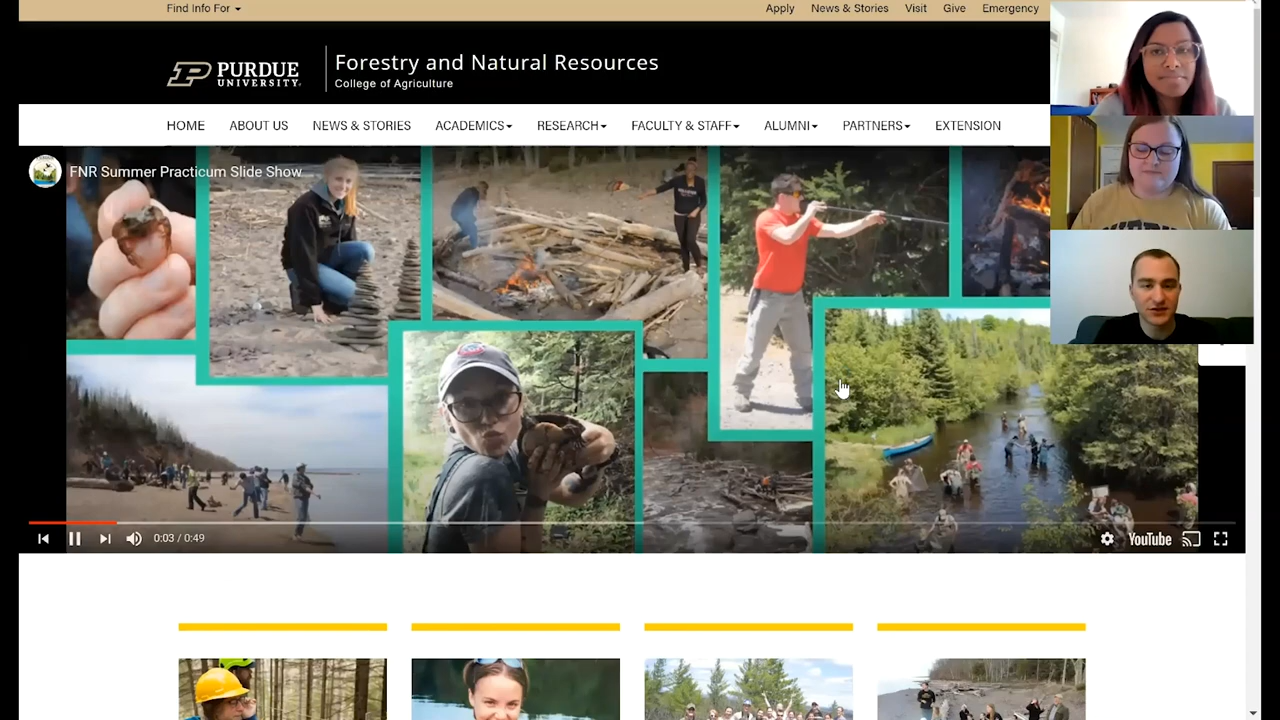 Find Info For
Apply
News & Stories
Visit
Give
Emergency
PURDUE
UNIVERSITY
Forestry and Natural Resources
College of Agriculture
HOME
ABOUT US
NEWS & STORIES
ACADEMICS
RESEARCH
FACULTY & STAFF
ALUMNI
PARTNERS
EXTENSION
FNR Summer Practicum Slide Show
0:03 / 0:49
YouTube